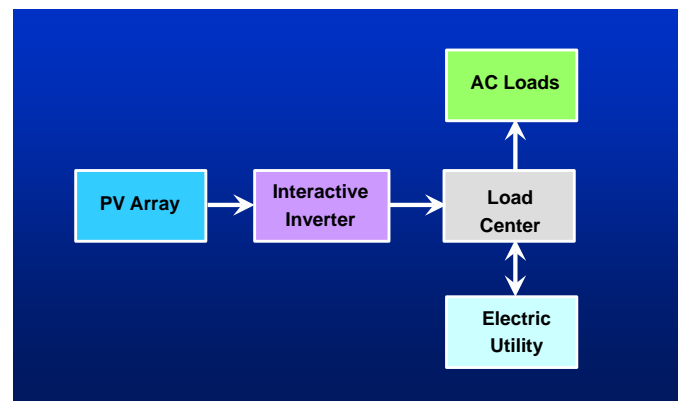 AC Loads
PV Array
Interactive
Inverter
Load
Center
Electric
Utility